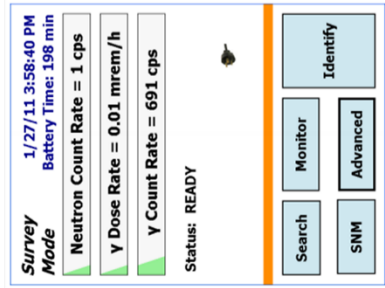 Survey Mode
1/27/11 3:58:40 PM
Battery Time: 198 min
Neutron Count Rate = 1 cps
γ Dose Rate = 0.01 mrem/h
γ Count Rate = 691 cps
Status: READY
Search
Monitor
Identify
SNM
Advanced